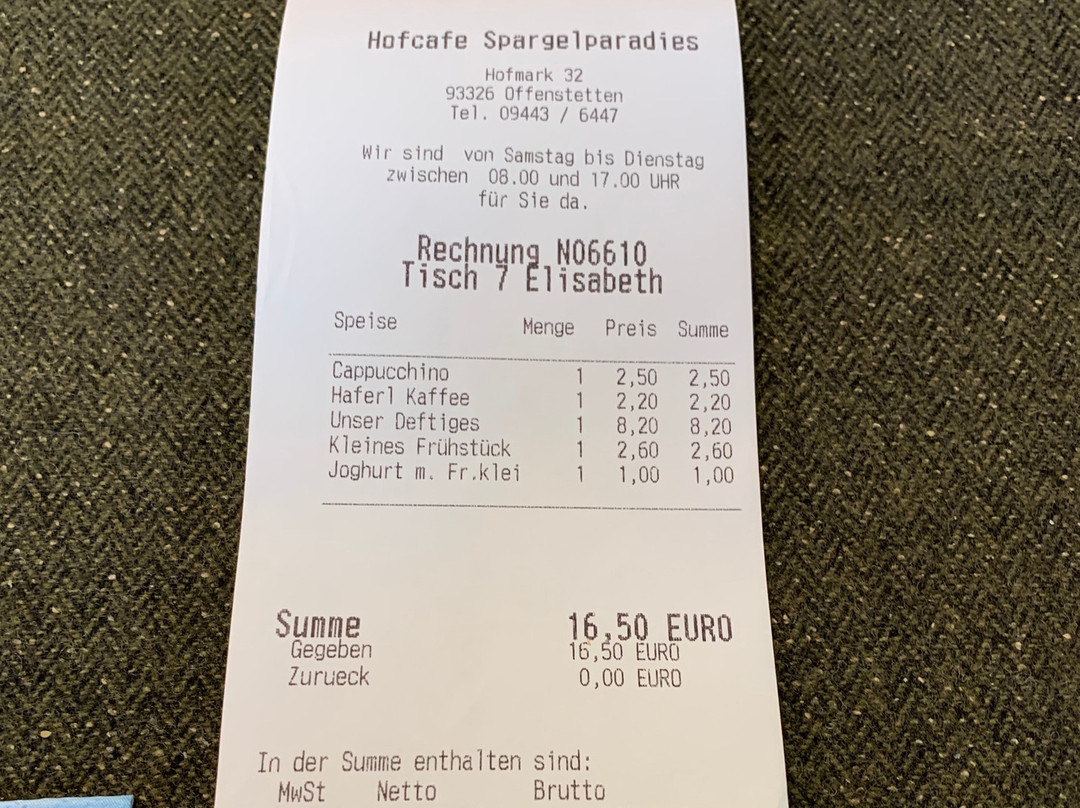 Hofcafe Spargelparadies
Hofmark 32
93326 Offenstetten
Tel. 09443 / 6447
Wir sind von Samstag bis Dienstag
zwischen 08.00 und 17.00 UHR
für Sie da.
Rechnung N06610
Tisch 7 Elisabeth
Speise Menge Preis Summe
Cappucchino 1 2,50 2,50
Haferl Kaffee 1 2,20 2,20
Unser Deftiges 1 8,20 8,20
Kleines Frühstück 1 2,60 2,60
Joghurt m. Fr.klei 1 1,00 1,00
Summe 16,50 EURO
Gegeben 16,50 EURO
Zurueck 0,00 EURO
In der Summe enthalten sind:
MwSt Netto Brutto